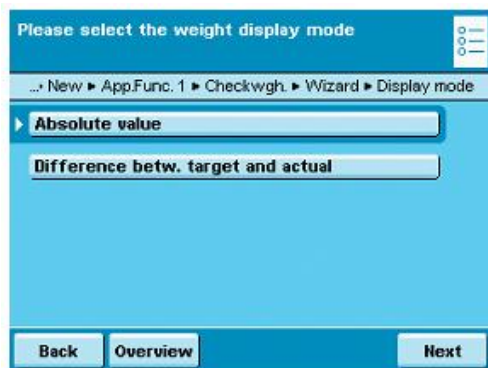 Please select the weight display mode
...▸ New ▸ App.Func. 1 ▸ Checkwgh. ▸ Wizard ▸ Display mode
Absolute value
Difference betw. target and actual
Back Overview Next